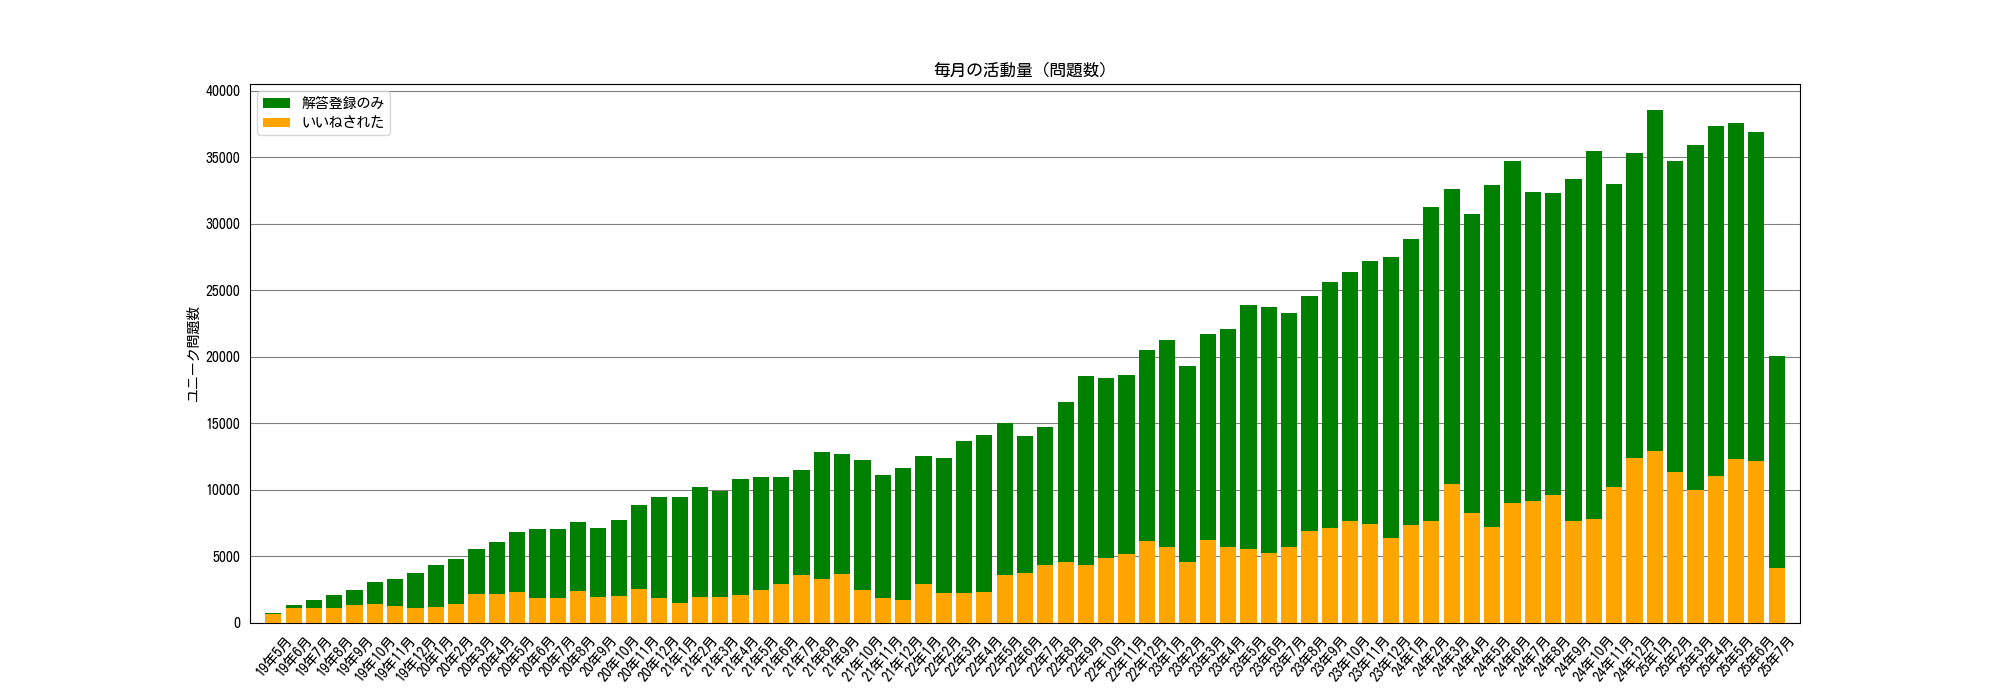 毎月の活動量（問題数）
解答登録のみ
いいねされた
ユニーク問題数
40000
35000
30000
25000
20000
15000
10000
5000
0
19年5月
19年6月
19年7月
19年8月
19年9月
19年10月
19年11月
19年12月
20年1月
20年2月
20年3月
20年4月
20年5月
20年6月
20年7月
20年8月
20年9月
20年10月
20年11月
20年12月
21年1月
21年2月
21年3月
21年4月
21年5月
21年6月
21年7月
21年8月
21年9月
21年10月
21年11月
21年12月
22年1月
22年2月
22年3月
22年4月
22年5月
22年6月
22年7月
22年8月
22年9月
22年10月
22年11月
22年12月
23年1月
23年2月
23年3月
23年4月
23年5月
23年6月
23年7月
23年8月
23年9月
23年10月
23年11月
23年12月
24年1月
24年2月
24年3月
24年4月
24年5月
24年6月
24年7月
24年8月
24年9月
24年10月
24年11月
24年12月
25年1月
25年2月
25年3月
25年4月
25年5月
25年6月
25年7月